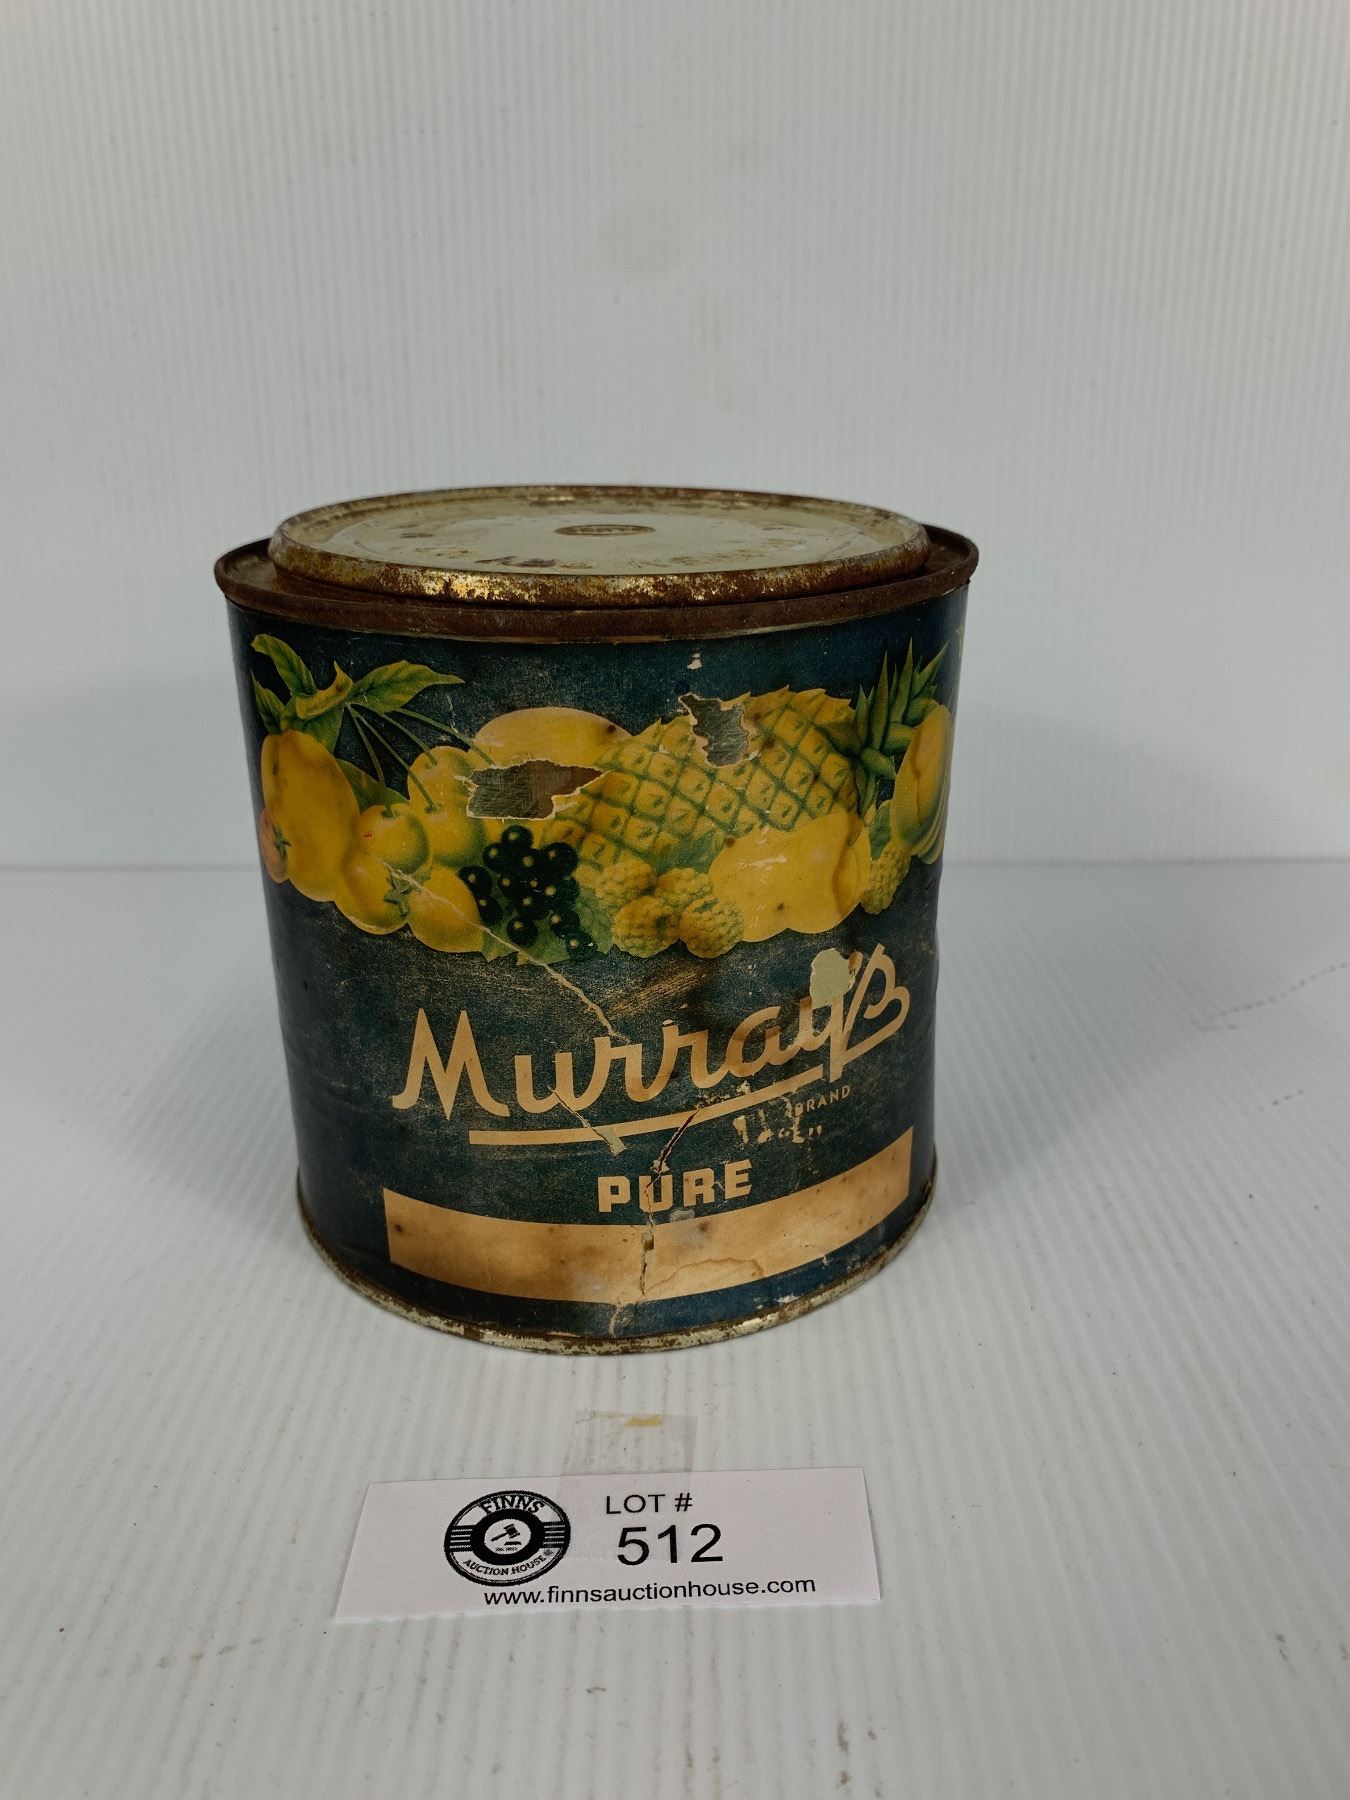 Murray's
BRAND
PURE
FINNS
AUCTION HOUSE
LOT #
512
www.finnsauctionhouse.com